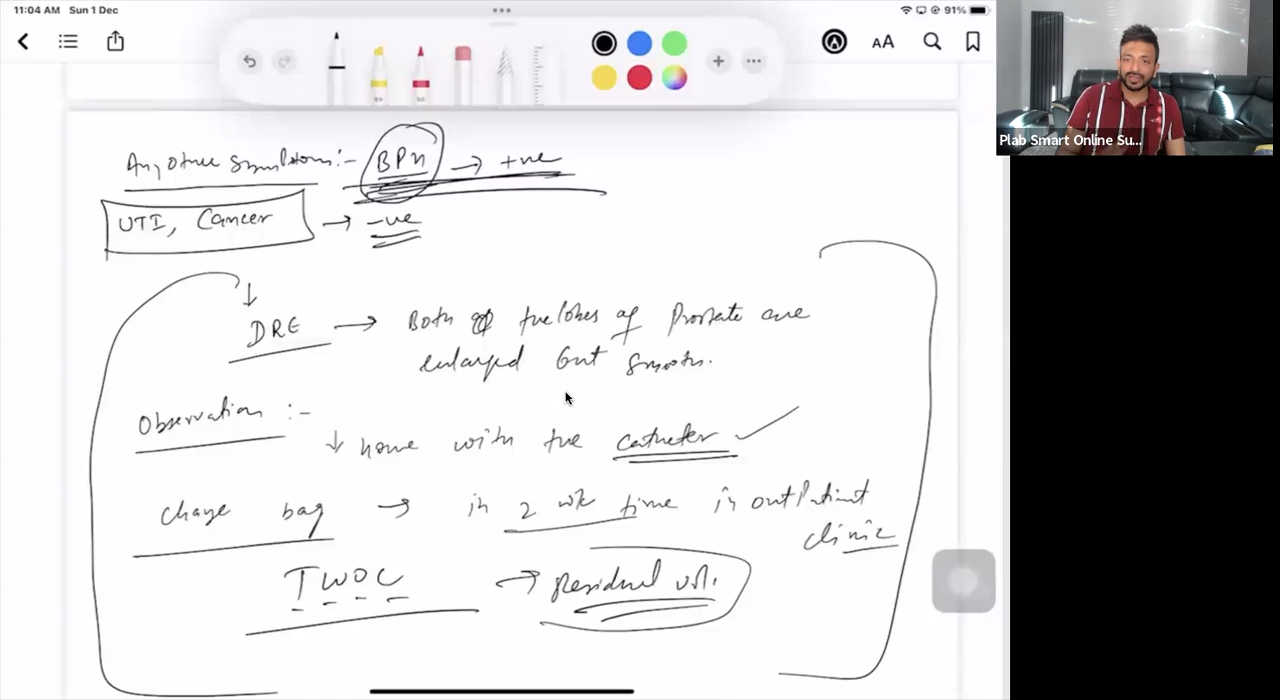 11:04 AM Sun 1 Dec
91%
AA
Plab Smart Online Su...
Any other symptoms:- BPH → +ve
UTI, Cancer → -ve
↓
DRE → Both of the lobes of Prostate are
enlarged but smooth.
Observation :-
↓ home with the catheter ✓
change bag → in 2 wk time in outPatient
clinic
TWOC → Residual vol.